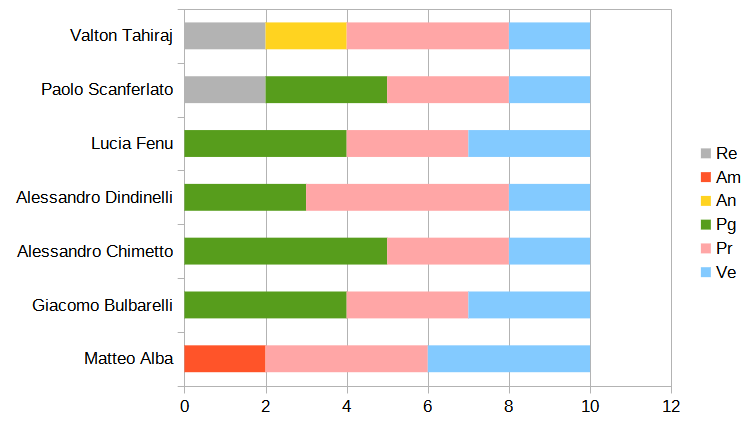 Valton Tahiraj
Paolo Scanferlato
Lucia Fenu
Alessandro Dindinelli
Alessandro Chimetto
Giacomo Bulbarelli
Matteo Alba
0 2 4 6 8 10 12
Re
Am
An
Pg
Pr
Ve